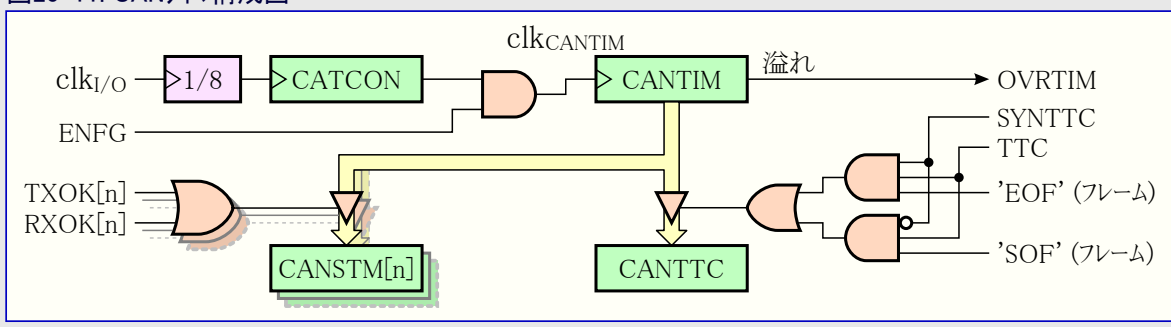 clkCANTIM
clkI/O
1/8
CATCON
CANTIM
溢れ
OVRTIM
ENFG
SYNTTC
TTC
TXOK[n]
RXOK[n]
'EOF' (フレーム)
'SOF' (フレーム)
CANSTM[n]
CANTTC